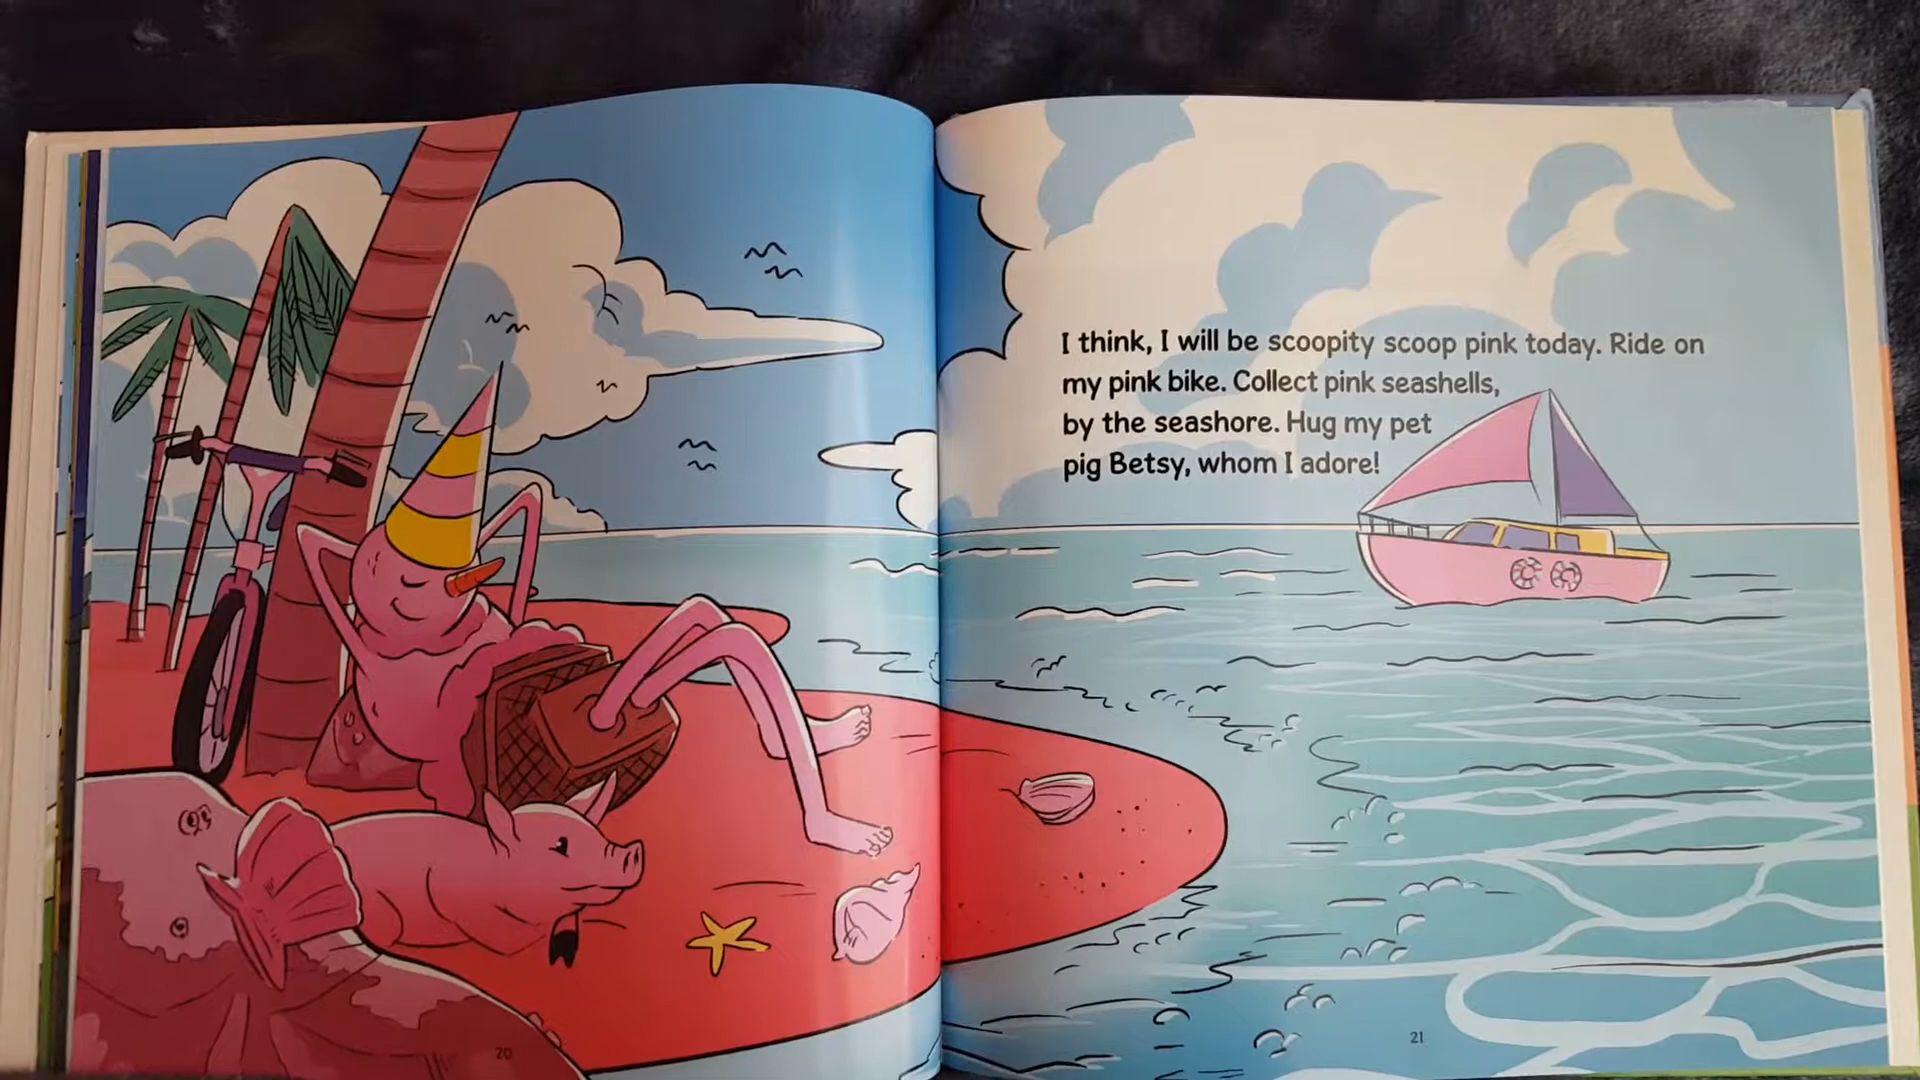 I think, I will be scoopity scoop pink today. Ride on
my pink bike. Collect pink seashells,
by the seashore. Hug my pet
pig Betsy, whom I adore!
20
21